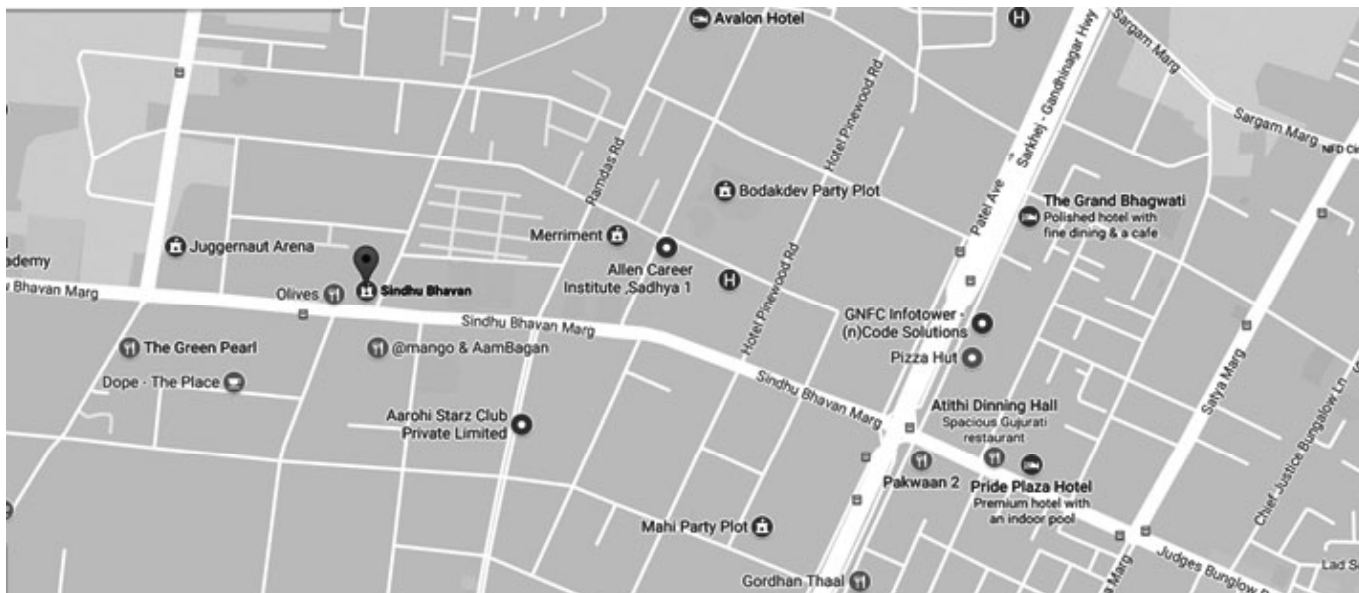 Avalon Hotel
H
Sargam Marg
Sarkhej - Gandhinagar Hwy
Sargam Marg
NFD Cir
Hotel Pinewood Rd
Ramdas Rd
Bodakdev Party Plot
Patel Ave
The Grand Bhagwati
Polished hotel with
fine dining & a cafe
Merriment
Juggernaut Arena
Allen Career
Institute ,Sadhya 1
H
ademy
Bhavan Marg
Olives
Sindhu Bhavan
Hotel Pinewood Rd
Sindhu Bhavan Marg
GNFC Infotower -
(n)Code Solutions
The Green Pearl
@mango & AamBagan
Pizza Hut
Dope - The Place
Sindhu Bhavan Marg
Satya Marg
Aarohi Starz Club
Private Limited
Atithi Dinning Hall
Spacious Gujurati
restaurant
Chief Justice Bungalow Ln
Pakwaan 2
Pride Plaza Hotel
Premium hotel with
an indoor pool
Mahi Party Plot
Judges Bunglow
Lad S
Gordhan Thaal
a Marg